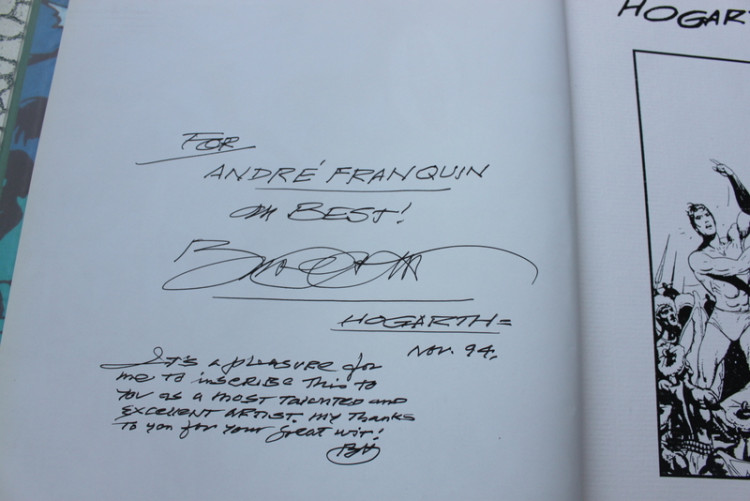 FOR
ANDRÉ FRANQUIN
BEST!
HOGARTH
NOV. 94.
IT'S A PLEASURE for
me TO inscribe This TO
you as a most TALENTED and
EXCELLENT ARTIST. My Thanks
To you for your great wit!
BH
HOGAR